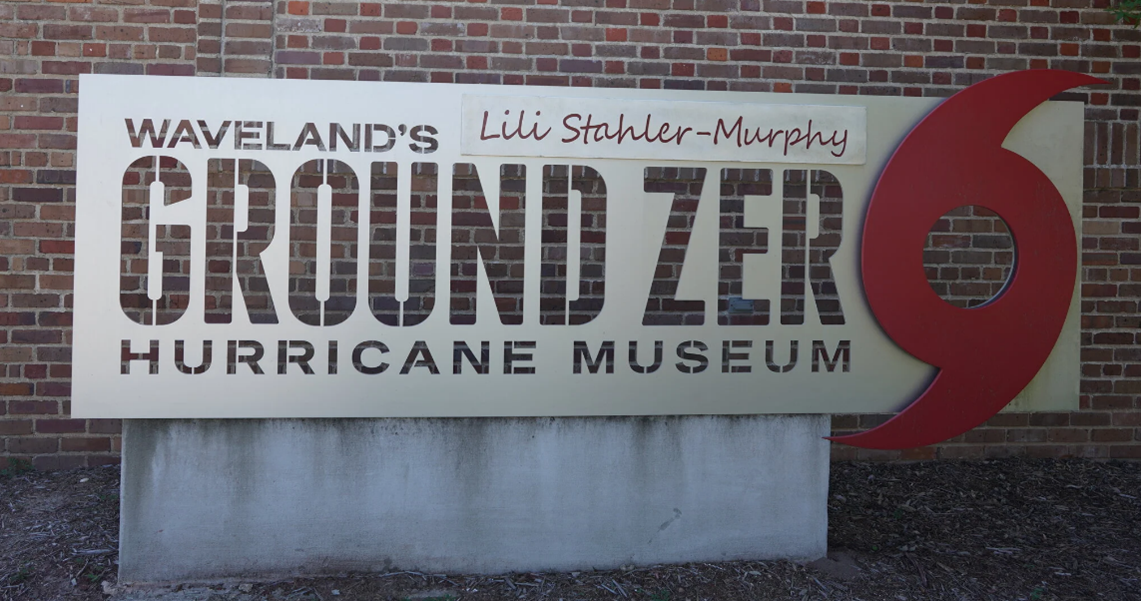 WAVELAND'S Lili Stahler-Murphy
GROUND ZERO
HURRICANE MUSEUM